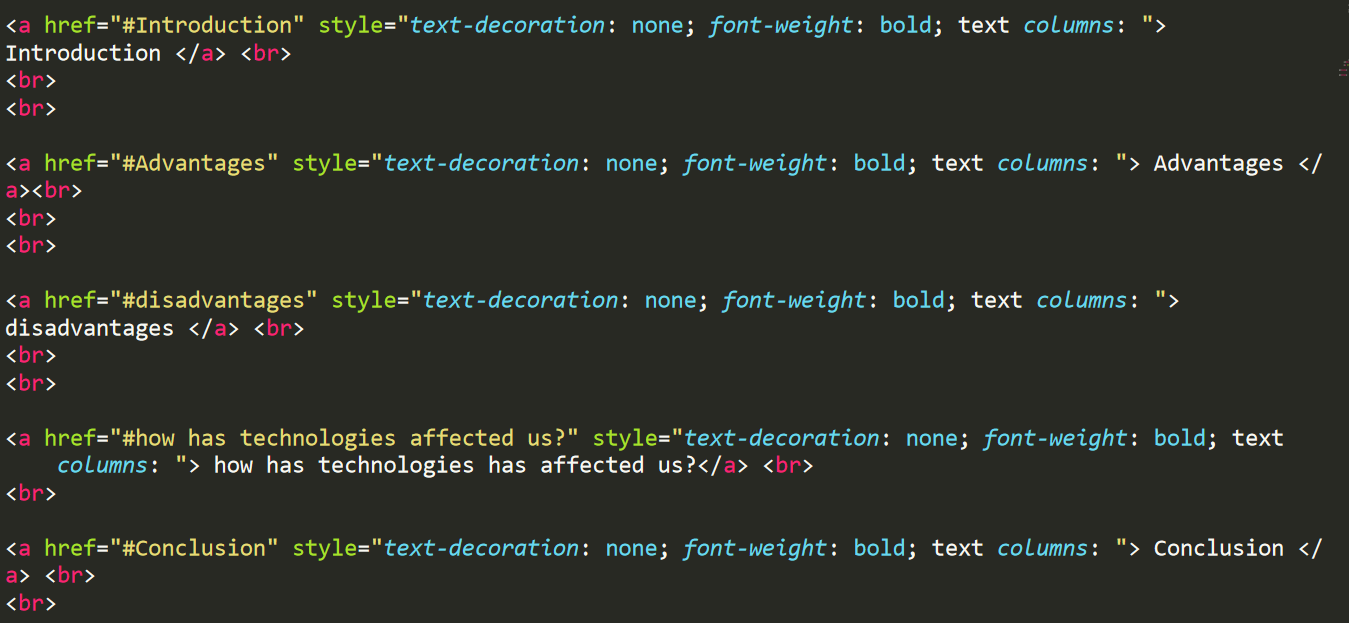 <a href="#Introduction" style="text-decoration: none; font-weight: bold; text columns: ">
Introduction </a> <br>
<br>
<br>
<a href="#Advantages" style="text-decoration: none; font-weight: bold; text columns: "> Advantages </
a><br>
<br>
<br>
<a href="#disadvantages" style="text-decoration: none; font-weight: bold; text columns: ">
disadvantages </a> <br>
<br>
<br>
<a href="#how has technologies affected us?" style="text-decoration: none; font-weight: bold; text
columns: "> how has technologies has affected us?</a> <br>
<br>
<a href="#Conclusion" style="text-decoration: none; font-weight: bold; text columns: "> Conclusion </
a> <br>
<br>